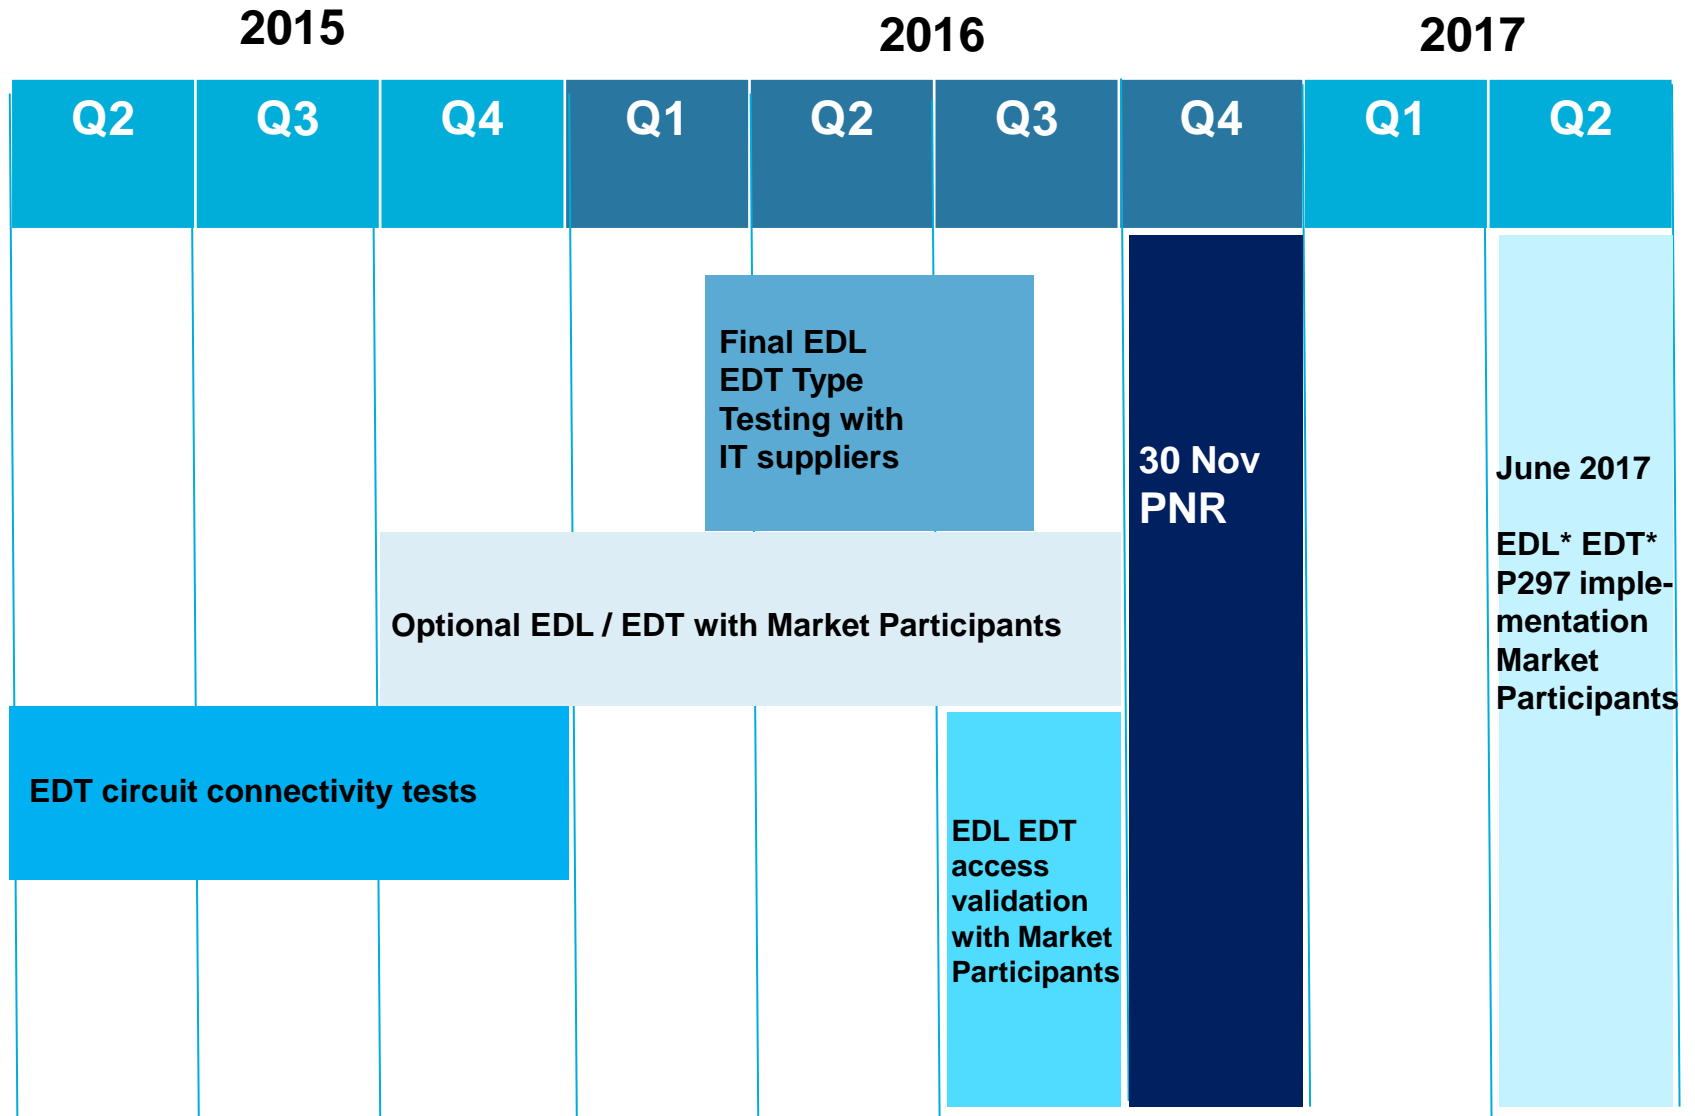 2015
2016
2017
Q2
Q3
Q4
Q1
Q2
Q3
Q4
Q1
Q2
Final EDL
EDT Type
Testing with
IT suppliers
30 Nov
PNR
June 2017
EDL* EDT*
P297 imple-
mentation
Market
Participants
Optional EDL / EDT with Market Participants
EDT circuit connectivity tests
EDL EDT
access
validation
with Market
Participants